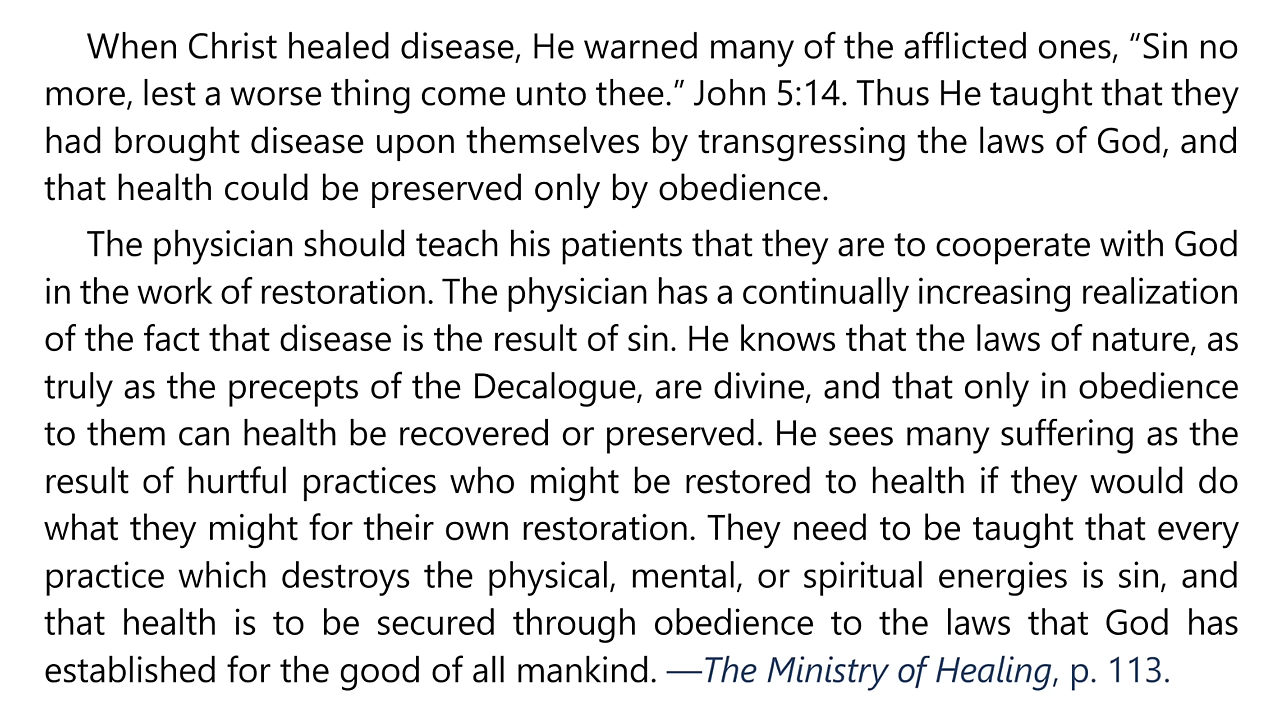 When Christ healed disease, He warned many of the afflicted ones, “Sin no
more, lest a worse thing come unto thee.” John 5:14. Thus He taught that they
had brought disease upon themselves by transgressing the laws of God, and
that health could be preserved only by obedience.
The physician should teach his patients that they are to cooperate with God
in the work of restoration. The physician has a continually increasing realization
of the fact that disease is the result of sin. He knows that the laws of nature, as
truly as the precepts of the Decalogue, are divine, and that only in obedience
to them can health be recovered or preserved. He sees many suffering as the
result of hurtful practices who might be restored to health if they would do
what they might for their own restoration. They need to be taught that every
practice which destroys the physical, mental, or spiritual energies is sin, and
that health is to be secured through obedience to the laws that God has
established for the good of all mankind. —The Ministry of Healing, p. 113.